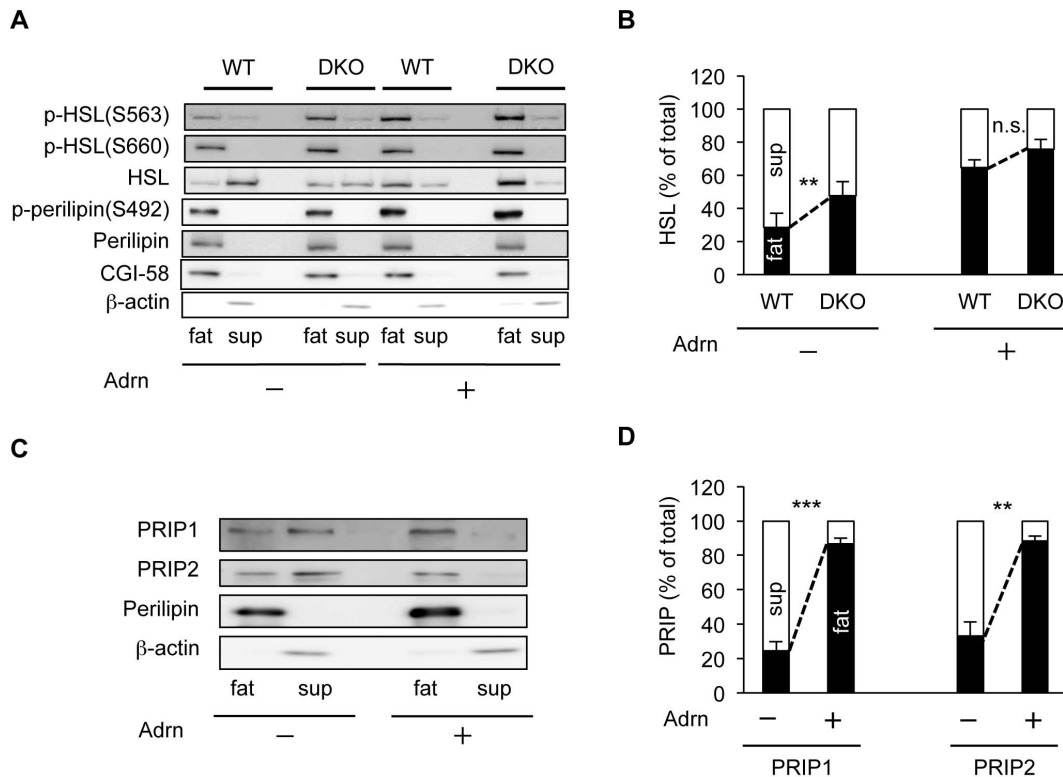 A
WT DKO WT DKO
p-HSL(S563)
p-HSL(S660)
HSL
p-perilipin(S492)
Perilipin
CGI-58
β-actin
fat sup fat sup fat sup fat sup
Adrn − +
B
HSL (% of total)
120
100
80
60
40
20
0
sup
fat
**
n.s.
WT DKO WT DKO
Adrn − +
C
PRIP1
PRIP2
Perilipin
β-actin
fat sup fat sup
Adrn − +
D
PRIP (% of total)
120
100
80
60
40
20
0
sup
fat
***
**
Adrn − + − +
PRIP1 PRIP2